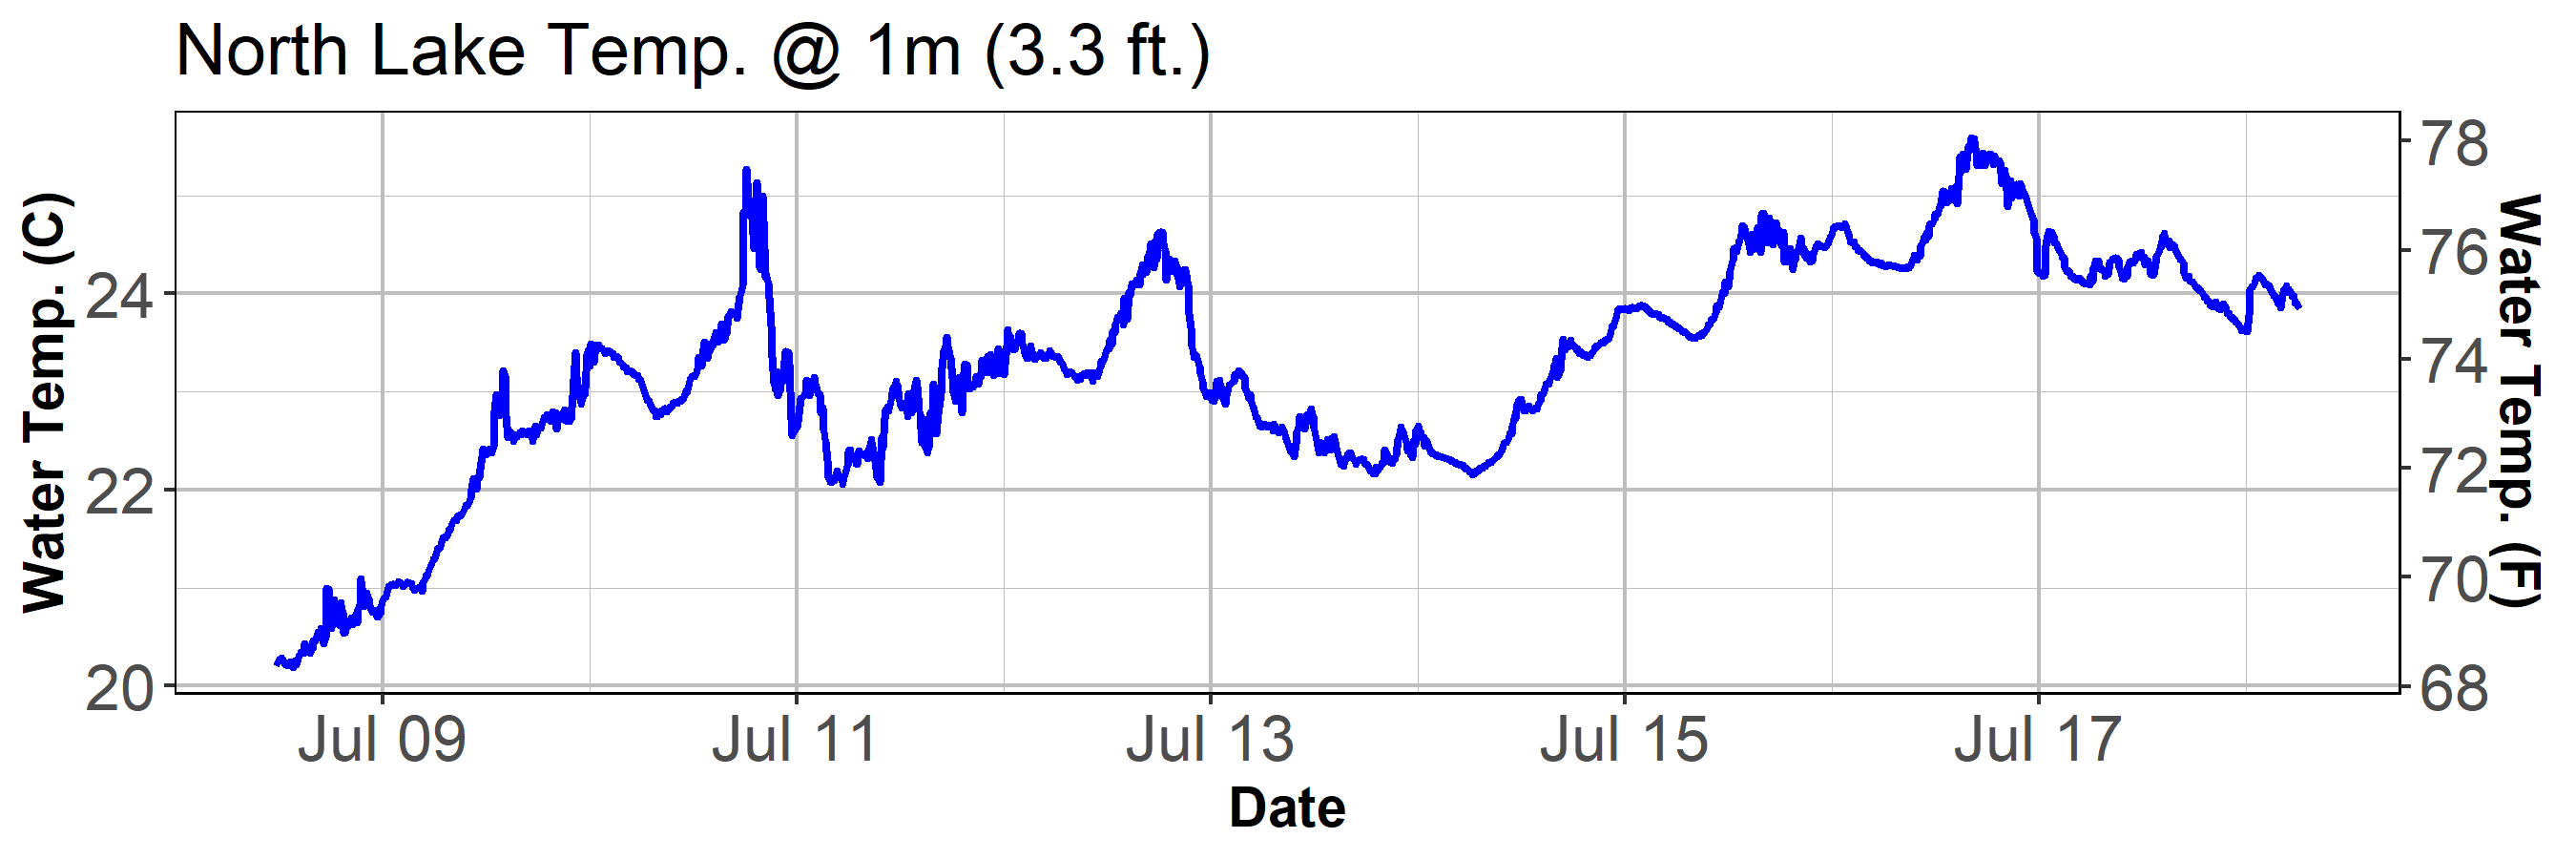 North Lake Temp. @ 1m (3.3 ft.)
Water Temp. (C)
24
22
20
78
76
74
72
70
68
Water Temp. (F)
Jul 09 Jul 11 Jul 13 Jul 15 Jul 17
Date